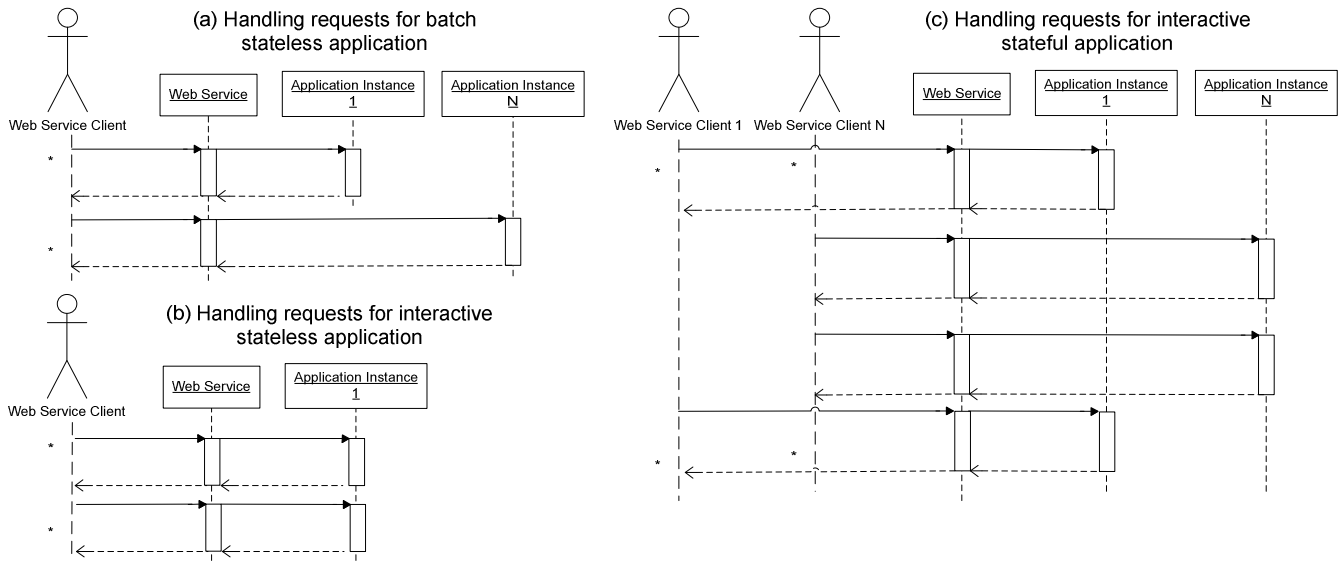 (a) Handling requests for batch
stateless application
Web Service
Application Instance
1
Application Instance
N
Web Service Client
*
*
(b) Handling requests for interactive
stateless application
Web Service
Application Instance
1
Web Service Client
*
*
(c) Handling requests for interactive
stateful application
Web Service
Application Instance
1
Application Instance
N
Web Service Client 1
Web Service Client N
*
*
*
*